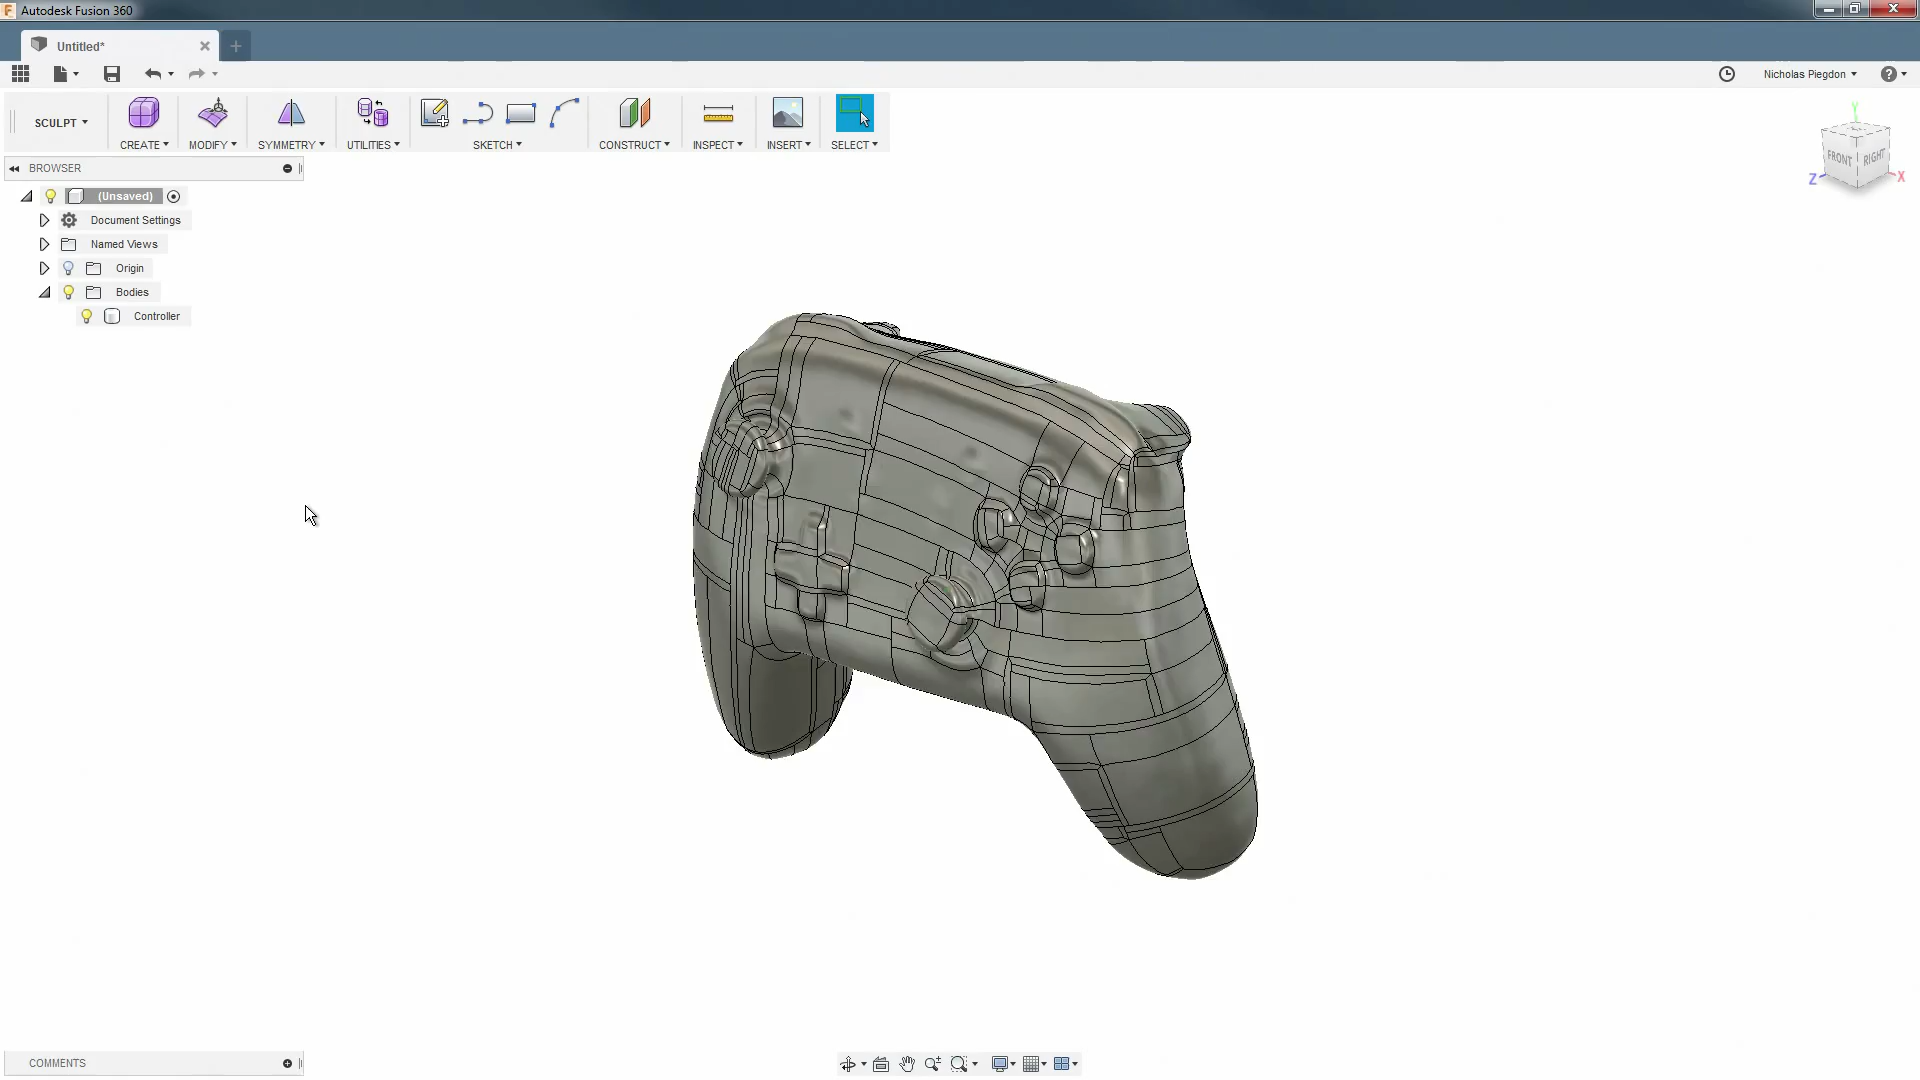 Autodesk Fusion 360
Untitled*
Nicholas Piegdon
SCULPT
CREATE
MODIFY
SYMMETRY
UTILITIES
SKETCH
CONSTRUCT
INSPECT
INSERT
SELECT
BROWSER
(Unsaved)
Document Settings
Named Views
Origin
Bodies
Controller
Y
FRONT
RIGHT
Z
X
COMMENTS